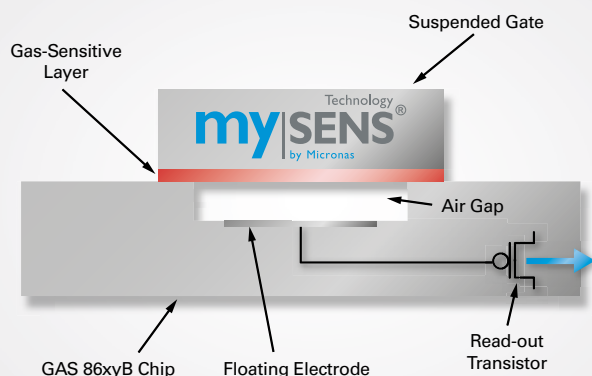 Suspended Gate
Gas-Sensitive
Layer
Technology
my|SENS®
by Micronas
Air Gap
GAS 86xyB Chip
Floating Electrode
Read-out
Transistor